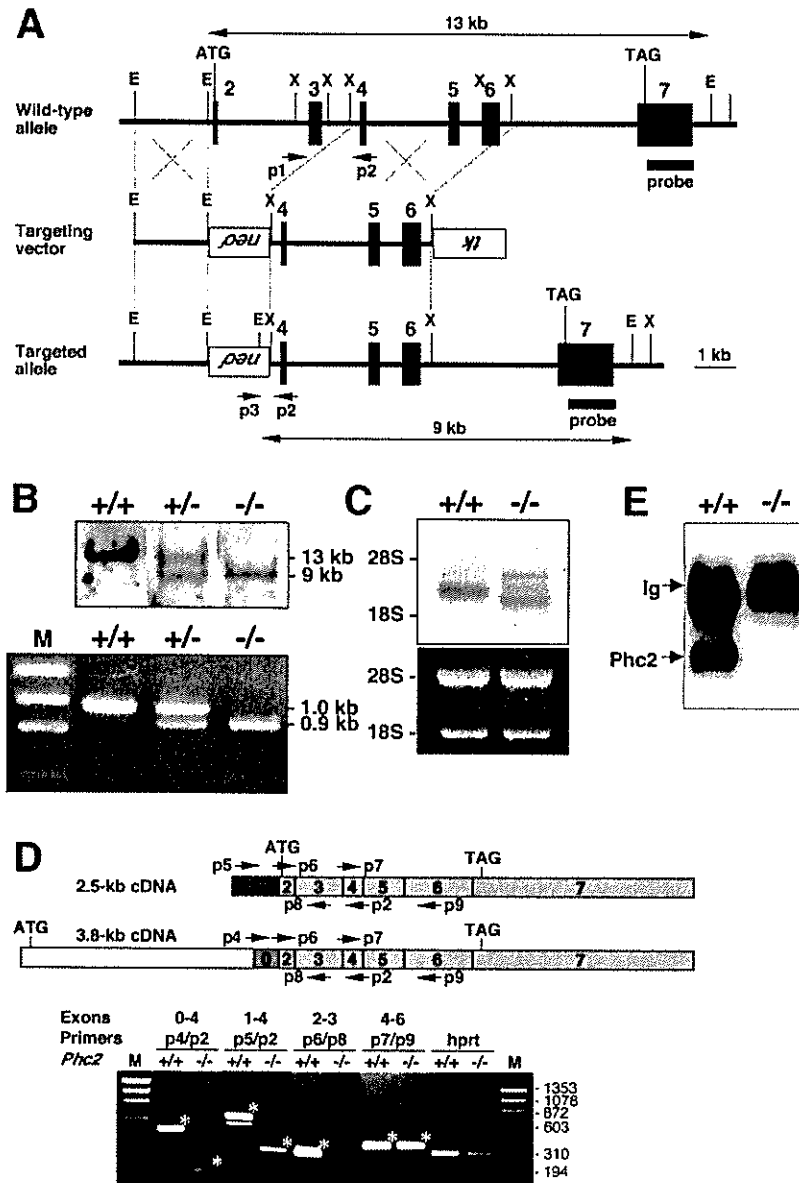 A
13 kb
ATG TAG
E E 2 X 3 X X 4 5 X 6 X 7 E
Wild-type
allele
p1 p2 probe
E E X 4 5 6 X
Targeting
vector
neo tk
TAG
E E E X 4 5 6 X 7 E X
Targeted
allele
neo
1 kb
p3 p2 probe
9 kb
B
+/+ +/- -/-
13 kb
9 kb
M +/+ +/- -/-
1.0 kb
0.9 kb
C
+/+ -/-
28S
18S
28S
18S
E
+/+ -/-
Ig
Phc2
D
ATG
p5 p6 p7 TAG
2.5-kb cDNA 2 3 4 5 6 7
p8 p2 p9
ATG 3.8-kb cDNA p4 p6 p7 TAG
0 2 3 4 5 6 7
p8 p2 p9
Exons 0-4 1-4 2-3 4-6
Primers p4/p2 p5/p2 p6/p8 p7/p9 hprt
Phc2 M +/+ -/- +/+ -/- +/+ -/- +/+ -/- +/+ -/- M
* * * * * * *
1353
1078
872
603
310
194